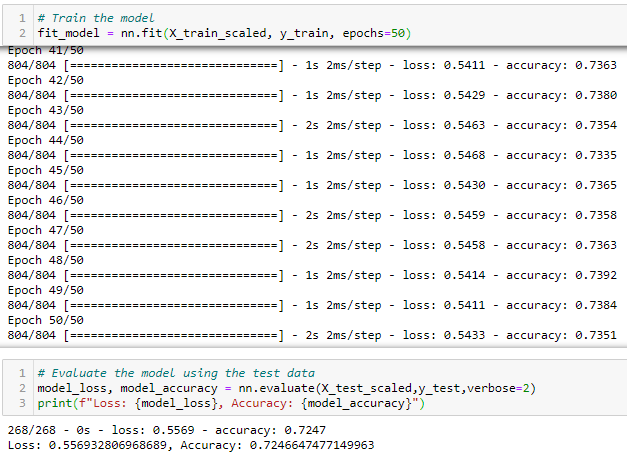 1 # Train the model
2 fit_model = nn.fit(X_train_scaled, y_train, epochs=50)
Epoch 41/50
804/804 [==============================] - 1s 2ms/step - loss: 0.5411 - accuracy: 0.7363
Epoch 42/50
804/804 [==============================] - 1s 2ms/step - loss: 0.5429 - accuracy: 0.7380
Epoch 43/50
804/804 [==============================] - 2s 2ms/step - loss: 0.5463 - accuracy: 0.7354
Epoch 44/50
804/804 [==============================] - 1s 2ms/step - loss: 0.5468 - accuracy: 0.7335
Epoch 45/50
804/804 [==============================] - 1s 2ms/step - loss: 0.5430 - accuracy: 0.7365
Epoch 46/50
804/804 [==============================] - 2s 2ms/step - loss: 0.5459 - accuracy: 0.7358
Epoch 47/50
804/804 [==============================] - 2s 2ms/step - loss: 0.5458 - accuracy: 0.7363
Epoch 48/50
804/804 [==============================] - 1s 2ms/step - loss: 0.5414 - accuracy: 0.7392
Epoch 49/50
804/804 [==============================] - 1s 2ms/step - loss: 0.5411 - accuracy: 0.7384
Epoch 50/50
804/804 [==============================] - 2s 2ms/step - loss: 0.5433 - accuracy: 0.7351
1 # Evaluate the model using the test data
2 model_loss, model_accuracy = nn.evaluate(X_test_scaled,y_test,verbose=2)
3 print(f"Loss: {model_loss}, Accuracy: {model_accuracy}")
268/268 - 0s - loss: 0.5569 - accuracy: 0.7247
Loss: 0.556932806968689, Accuracy: 0.7246647477149963